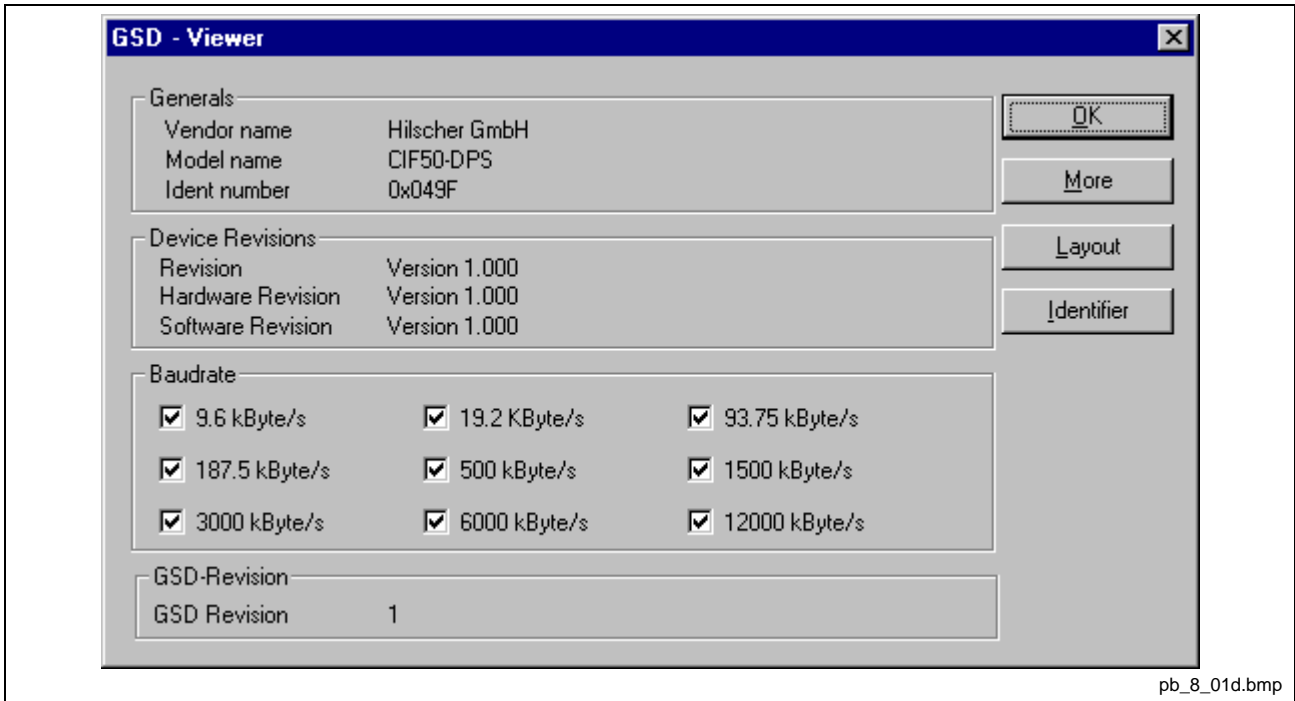 GSD - Viewer
Generals
Vendor name Hilscher GmbH
Model name CIF50-DPS
Ident number 0x049F
OK
More
Layout
Identifier
Device Revisions
Revision Version 1.000
Hardware Revision Version 1.000
Software Revision Version 1.000
Baudrate
9.6 kByte/s 19.2 KByte/s 93.75 kByte/s
187.5 kByte/s 500 kByte/s 1500 kByte/s
3000 kByte/s 6000 kByte/s 12000 kByte/s
GSD-Revision
GSD Revision 1
pb_8_01d.bmp